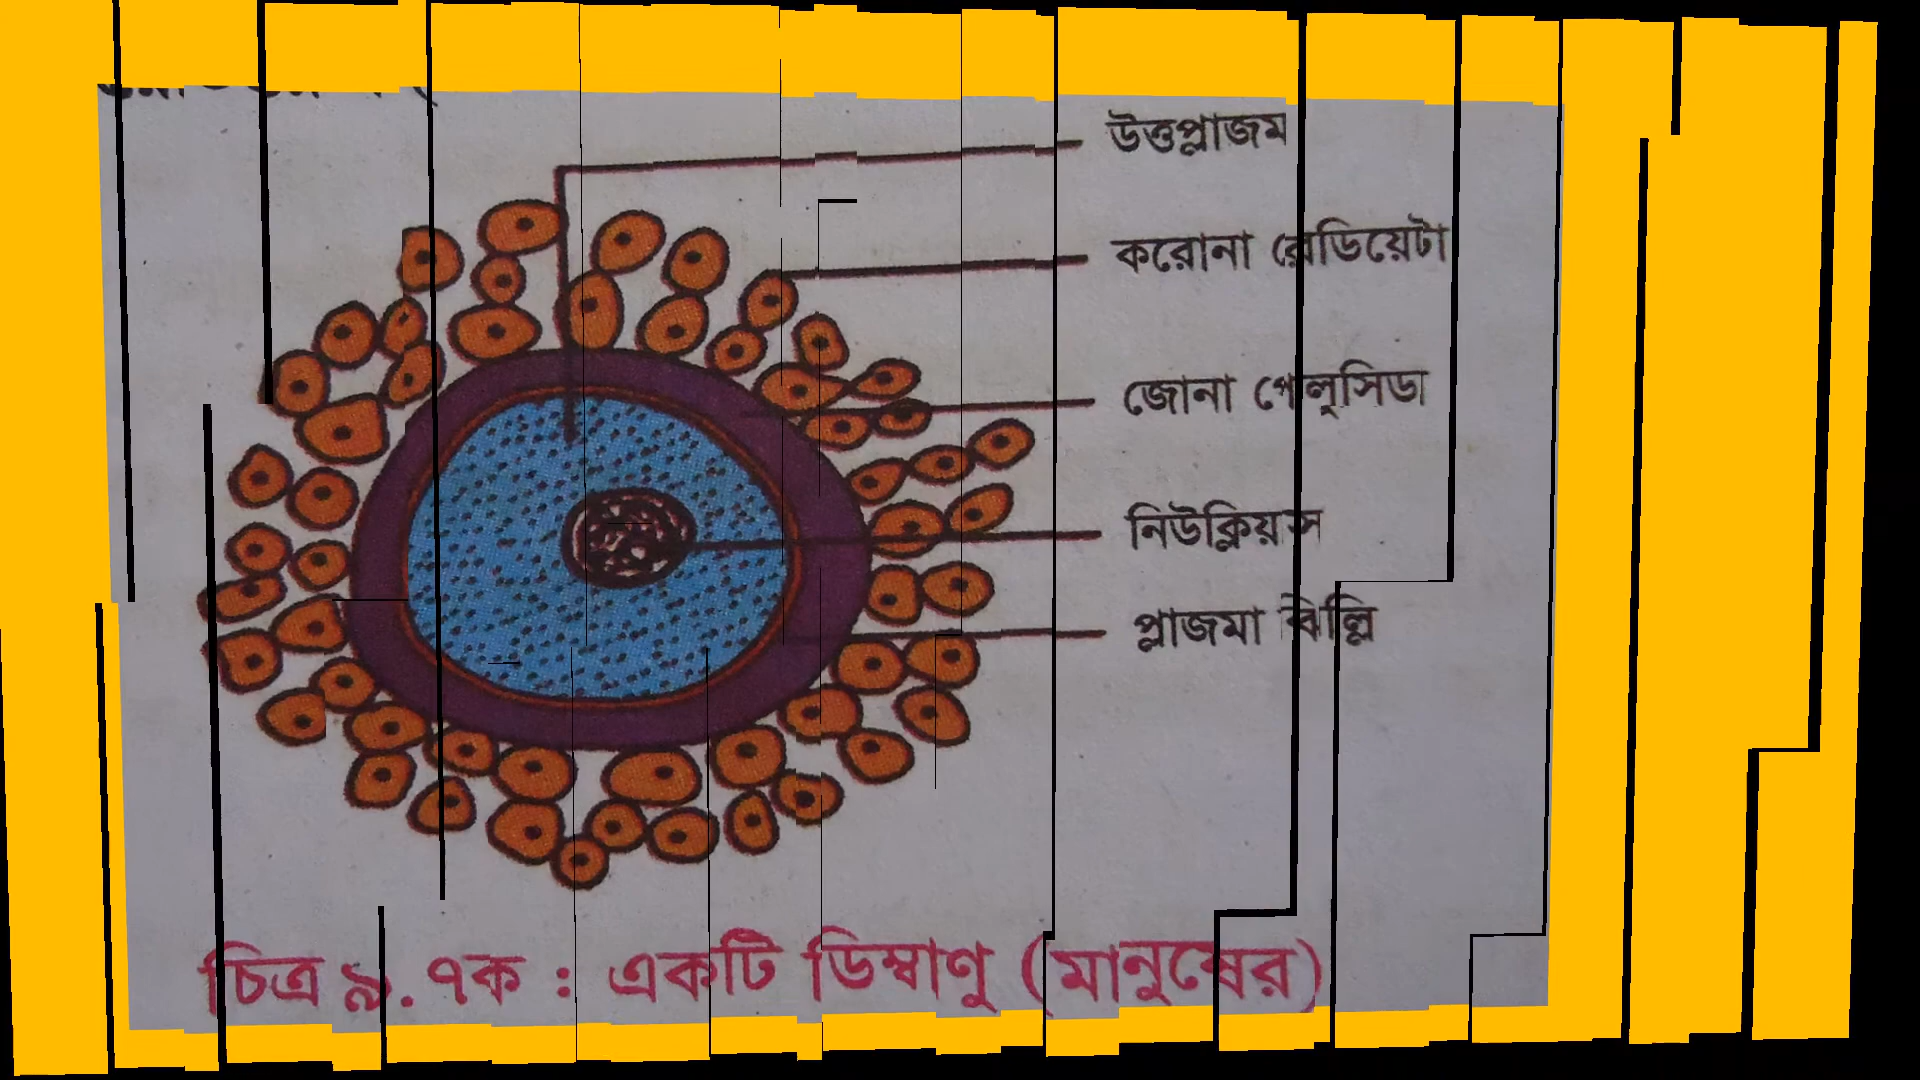 উত্তপ্লাজম
করোনা রেডিয়েটা
জোনা পেলুসিডা
নিউক্লিয়াস
প্লাজমা ঝিল্লি
চিত্র ৯.৭ক : একটি ডিম্বাণু (মানুষের)